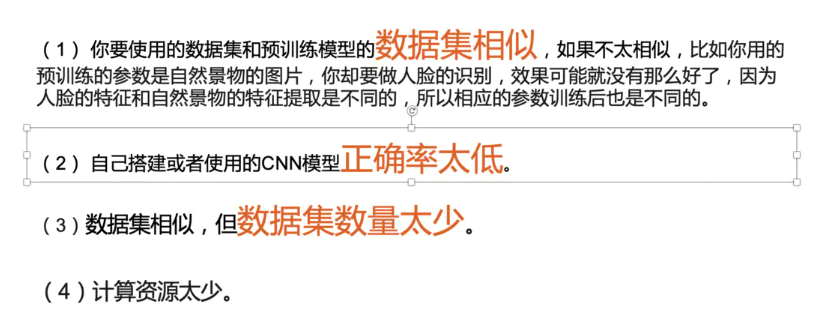 （1）你要使用的数据集和预训练模型的数据集相似，如果不太相似，比如你用的
预训练的参数是自然景物的图片，你却要做人脸的识别，效果可能就没有那么好了，因为
人脸的特征和自然景物的特征提取是不同的，所以相应的参数训练后也是不同的。
（2）自己搭建或者使用的CNN模型正确率太低。
（3）数据集相似，但数据集数量太少。
（4）计算资源太少。